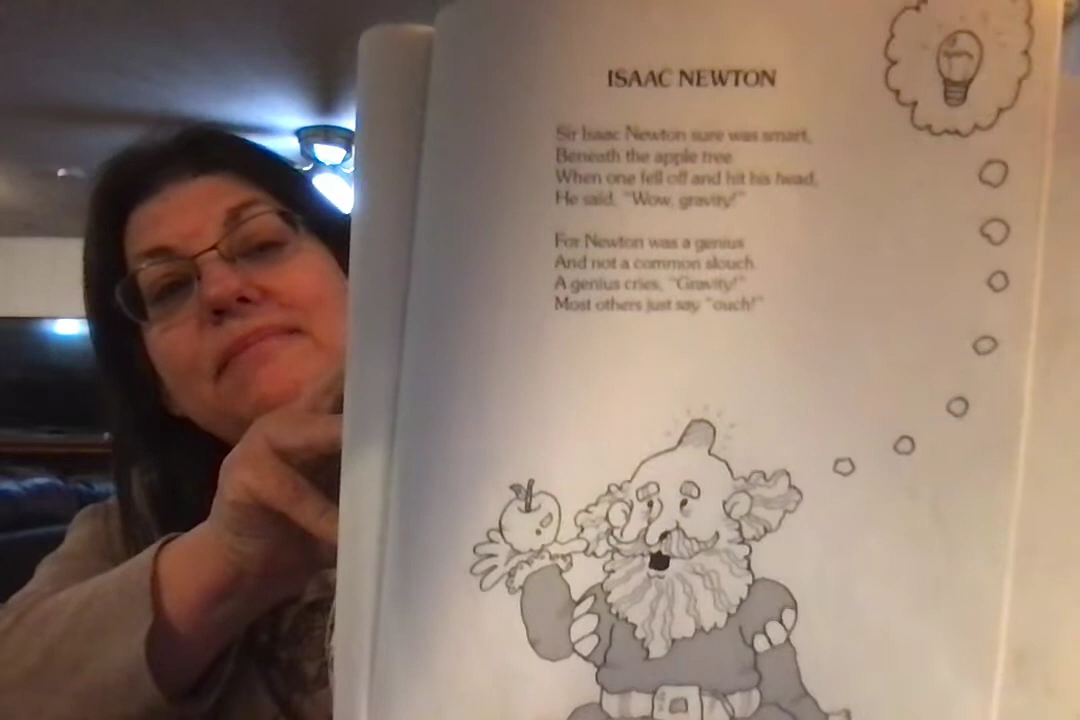 ISAAC NEWTON
Sir Isaac Newton sure was smart,
Beneath the apple tree
When one fell off and hit his head,
He said, "Wow, gravity!"
For Newton was a genius
And not a common slouch.
A genius cries, "Gravity!"
Most others just say "ouch!"